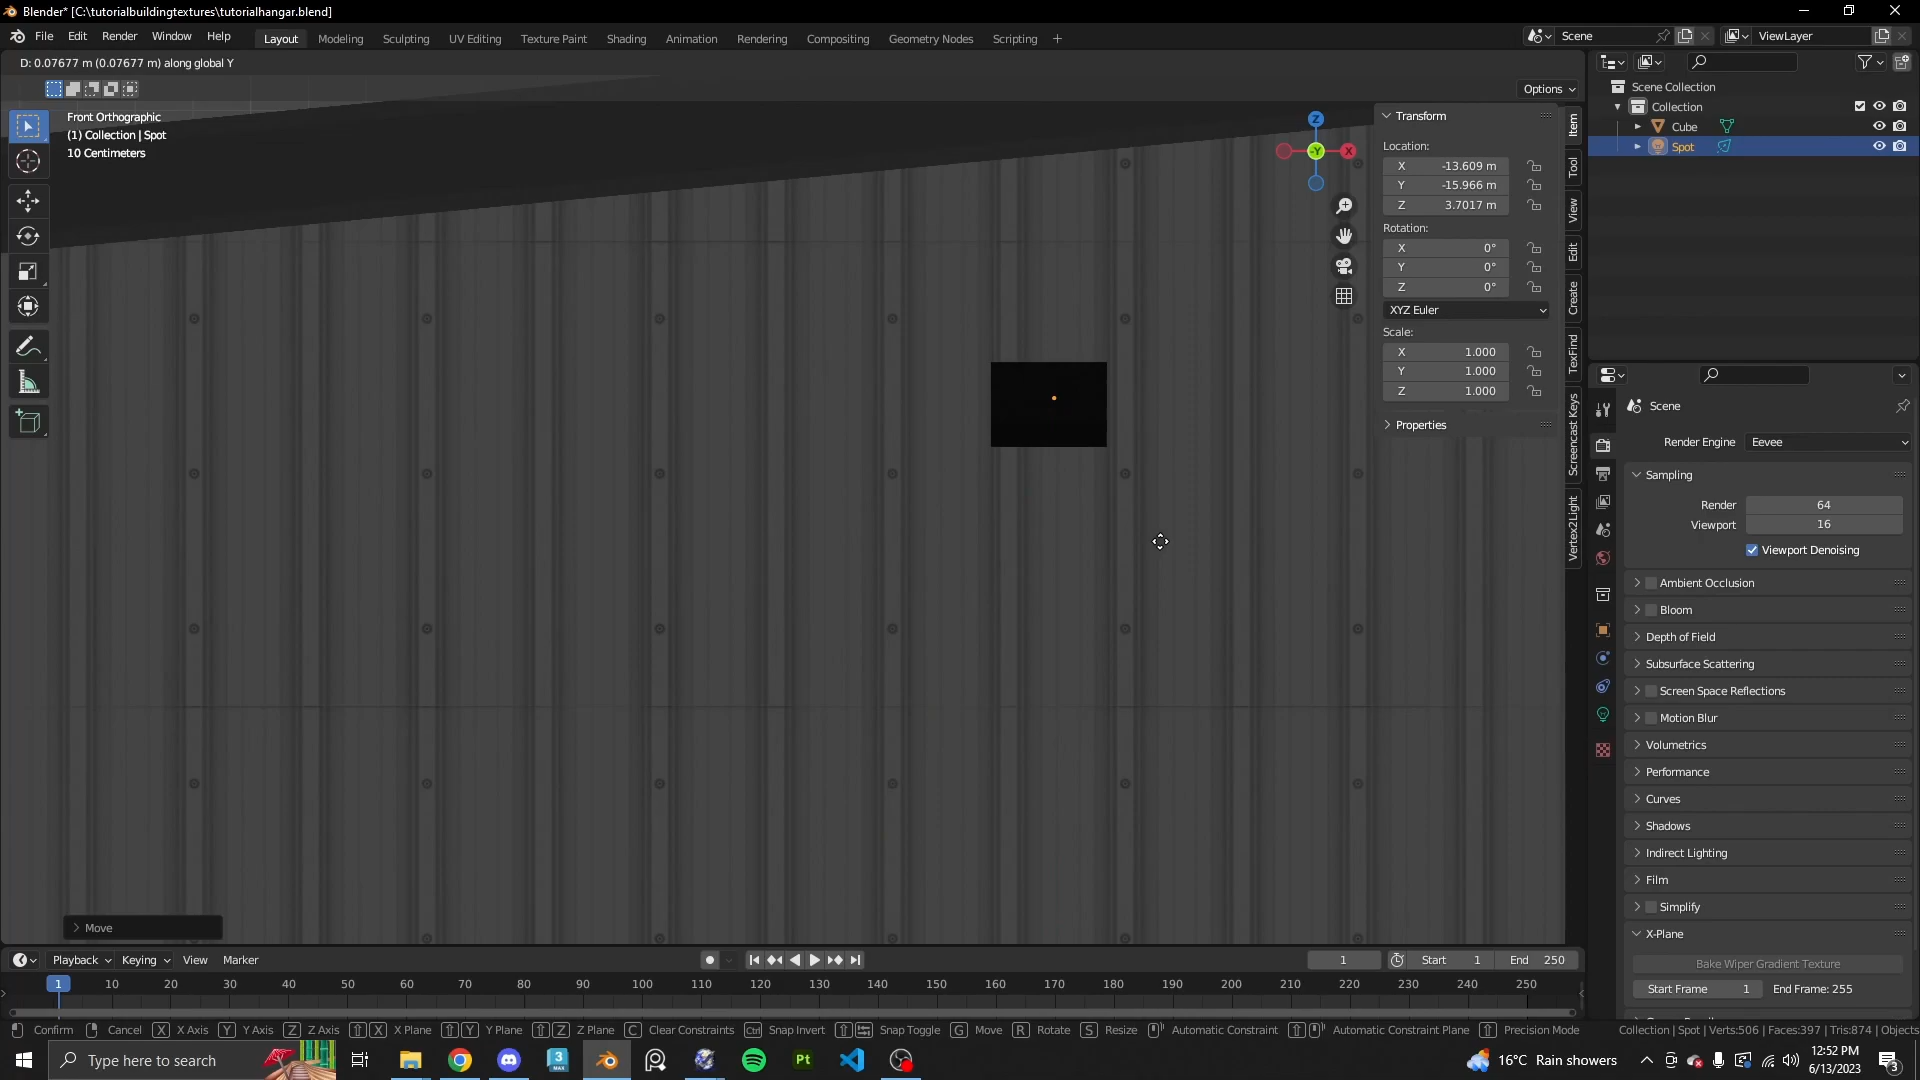 Blender* [C:\tutorialbuildingtextures\tutorialhangar.blend]
File Edit Render Window Help
Layout Modeling Sculpting UV Editing Texture Paint Shading Animation Rendering Compositing Geometry Nodes Scripting
Scene
ViewLayer
D: 0.07677 m (0.07677 m) along global Y
Options
Front Orthographic
(1) Collection | Spot
10 Centimeters
Z
-Y
X
Transform
Location:
X -13.609 m
Y -15.966 m
Z 3.7017 m
Rotation:
X 0°
Y 0°
Z 0°
XYZ Euler
Scale:
X 1.000
Y 1.000
Z 1.000
Properties
Item
Tool
View
Edit
Create
TexFind
Screencast Keys
Vertex2Light
Scene Collection
Collection
Cube
Spot
Scene
Render Engine Eevee
Sampling
Render 64
Viewport 16
Viewport Denoising
Ambient Occlusion
Bloom
Depth of Field
Subsurface Scattering
Screen Space Reflections
Motion Blur
Volumetrics
Performance
Curves
Shadows
Indirect Lighting
Film
Simplify
X-Plane
Bake Wiper Gradient Texture
Start Frame 1 End Frame: 255
Move
Playback Keying View Marker
1 Start 1 End 250
1 10 20 30 40 50 60 70 80 90 100 110 120 130 140 150 160 170 180 190 200 210 220 230 240 250
Confirm Cancel X X Axis Y Y Axis Z Z Axis X X Plane Y Y Plane Z Z Plane C Clear Constraints Ctrl Snap Invert Snap Toggle G Move R Rotate S Resize Automatic Constraint Automatic Constraint Plane Precision Mode Collection | Spot | Verts:506 | Faces:397 | Tris:874 | Objects
Type here to search
3
MAX
Pt
16°C Rain showers
12:52 PM
6/13/2023
3